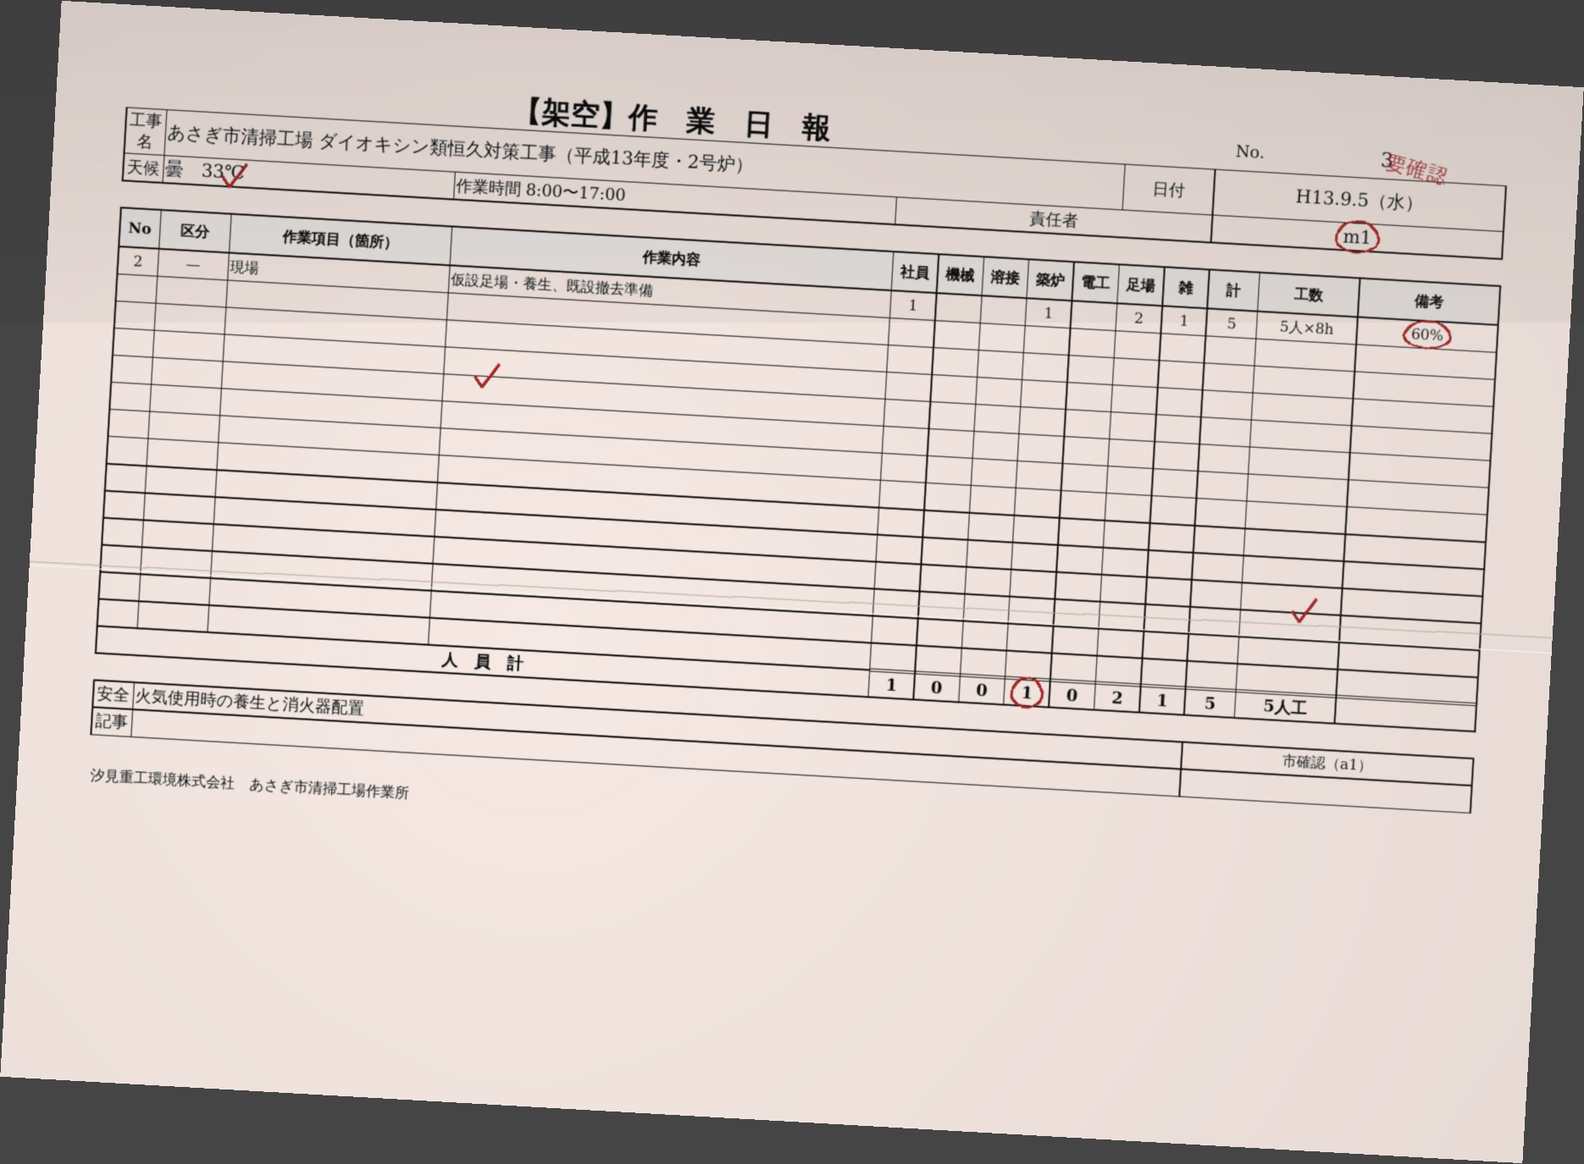 【架空】作 業 日 報
No. 3
要確認
工事名 あさぎ市清掃工場 ダイオキシン類恒久対策工事（平成13年度・2号炉） 日付 H13.9.5（水）
天候 曇 33℃ 作業時間 8:00〜17:00 責任者 m1
No 区分 作業項目（箇所） 作業内容 社員 機械 溶接 築炉 電工 足場 雑 計 工数 備考
2 — 現場 仮設足場・養生、既設撤去準備 1 1 2 1 5 5人×8h 60%
人 員 計 1 0 0 1 0 2 1 5 5人工
安全 火気使用時の養生と消火器配置 市確認（a1）
記事
汐見重工環境株式会社 あさぎ市清掃工場作業所